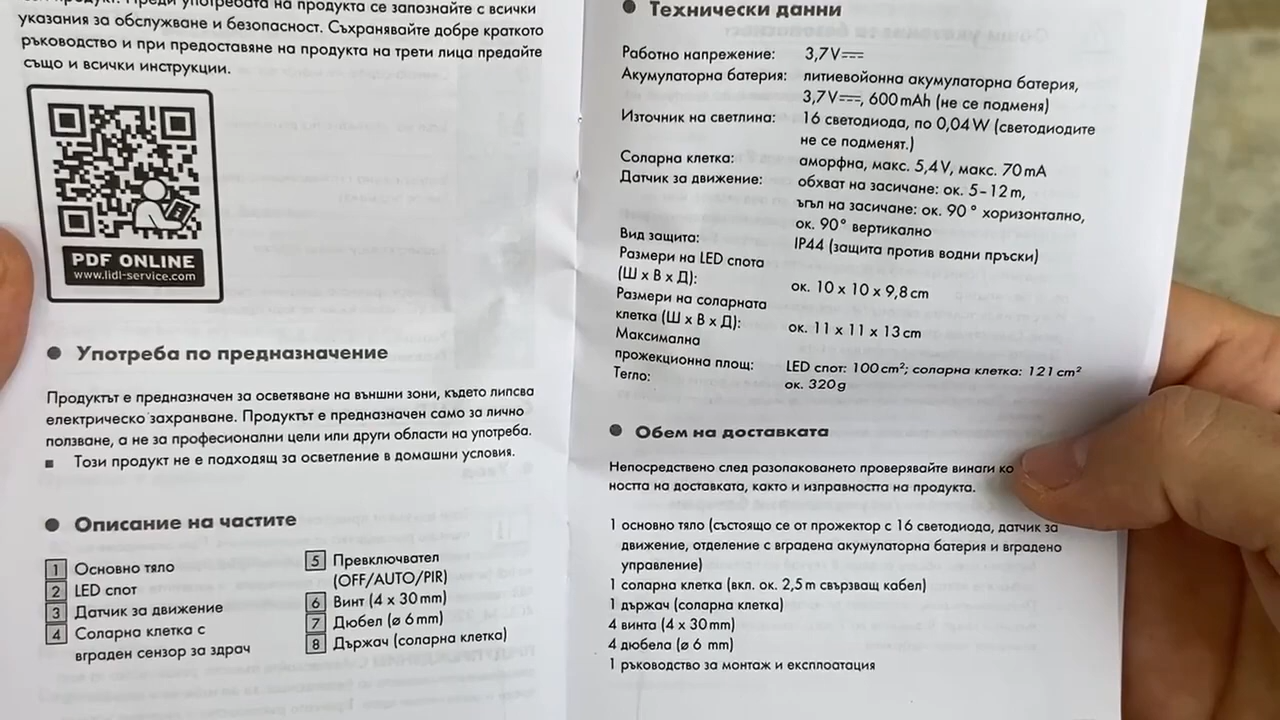 продукт. Преди употребата на продукта се запознайте с всички
указания за обслужване и безопасност. Съхранявайте добре краткото
ръководство и при предоставяне на продукта на трети лица предайте
също и всички инструкции.
PDF ONLINE
www.lidl-service.com
● Употреба по предназначение
Продуктът е предназначен за осветяване на външни зони, където липсва
електрическо захранване. Продуктът е предназначен само за лично
ползване, а не за професионални цели или други области на употреба.
■ Този продукт не е подходящ за осветление в домашни условия.
● Описание на частите
1 Основно тяло
2 LED спот
3 Датчик за движение
4 Соларна клетка с
вграден сензор за здрач
5 Превключвател
(OFF/AUTO/PIR)
6 Винт (4 x 30 mm)
7 Дюбел (ø 6 mm)
8 Държач (соларна клетка)
● Технически данни
Работно напрежение: 3,7 V⎓
Акумулаторна батерия: литиевойонна акумулаторна батерия,
3,7 V⎓, 600 mAh (не се подменя)
Източник на светлина: 16 светодиода, по 0,04 W (светодиодите
не се подменят.)
Соларна клетка: аморфна, макс. 5,4 V, макс. 70 mA
Датчик за движение: обхват на засичане: ок. 5–12 m,
ъгъл на засичане: ок. 90° хоризонтално,
ок. 90° вертикално
Вид защита: IP44 (защита против водни пръски)
Размери на LED спота
(Ш x В x Д): ок. 10 x 10 x 9,8 cm
Размери на соларната
клетка (Ш x В x Д): ок. 11 x 11 x 13 cm
Максимална
прожекционна площ: LED спот: 100 cm²; соларна клетка: 121 cm²
Тегло: ок. 320 g
● Обем на доставката
Непосредствено след разопаковането проверявайте винаги
ността на доставката, както и изправността на продукта.
1 основно тяло (състоящо се от прожектор с 16 светодиода, датчик за
движение, отделение с вградена акумулаторна батерия и вградено
управление)
1 соларна клетка (вкл. ок. 2,5 m свързващ кабел)
1 държач (соларна клетка)
4 винта (4 x 30 mm)
4 дюбела (ø 6 mm)
1 ръководство за монтаж и експлоатация